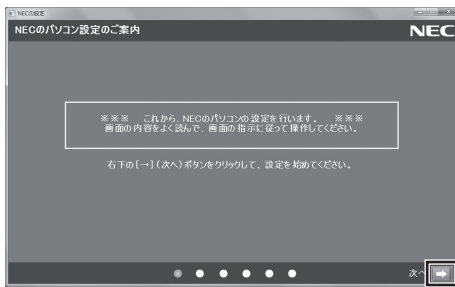 NECの設定
NECのパソコン設定のご案内
NEC
※※※ これから、NECのパソコンの設定を行います。 ※※※
画面の内容をよく読んで、画面の指示に従って操作してください。
右下の[→](次へ)ボタンをクリックして、設定を始めてください。
次へ